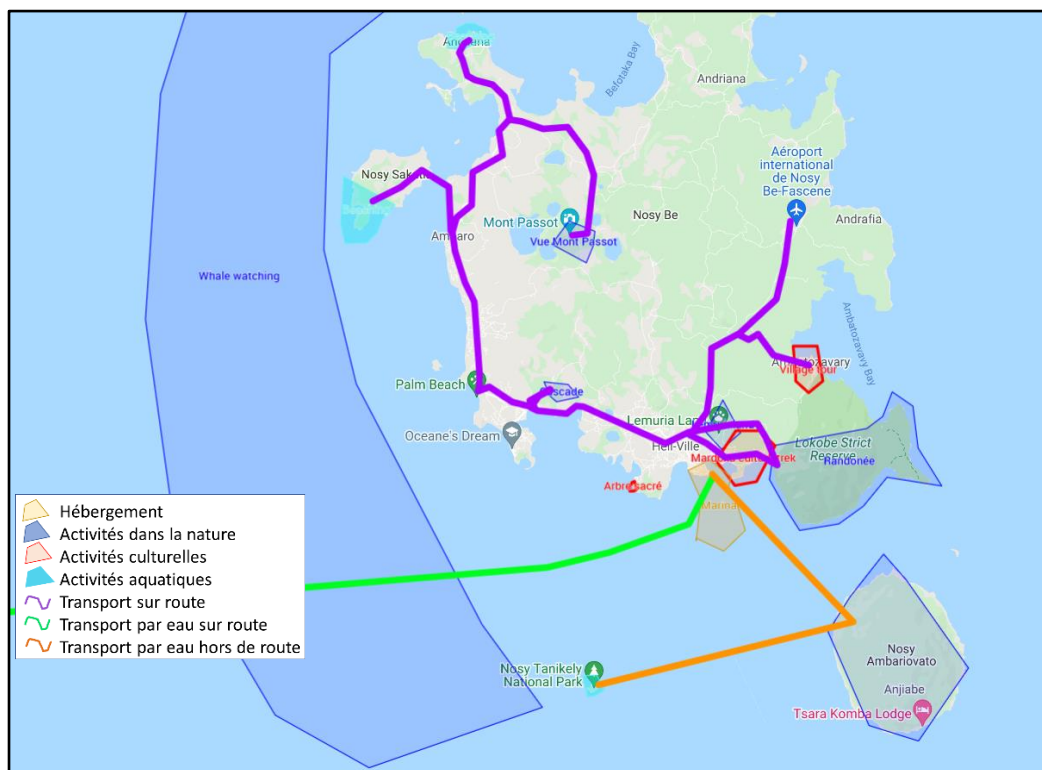 Andriana
Befotaka Bay
Aéroport
international
de Nosy
Be-Fascene
Nosy Sakatia
Andrafia
Mont Passot
Nosy Be
Vue Mont Passot
Whale watching
Ambatozavavy Bay
Ambatozavary
Village tour
Palm Beach
Cascade
Lemuria Land
Oceane's Dream
Hell-Ville
Lokobe Strict
Reserve
Randonée
Arbre sacré
Marina
Hébergement
Activités dans la nature
Activités culturelles
Activités aquatiques
Transport sur route
Transport par eau sur route
Transport par eau hors de route
Nosy Tanikely
National Park
Nosy
Ambariovato
Anjiabe
Tsara Komba Lodge